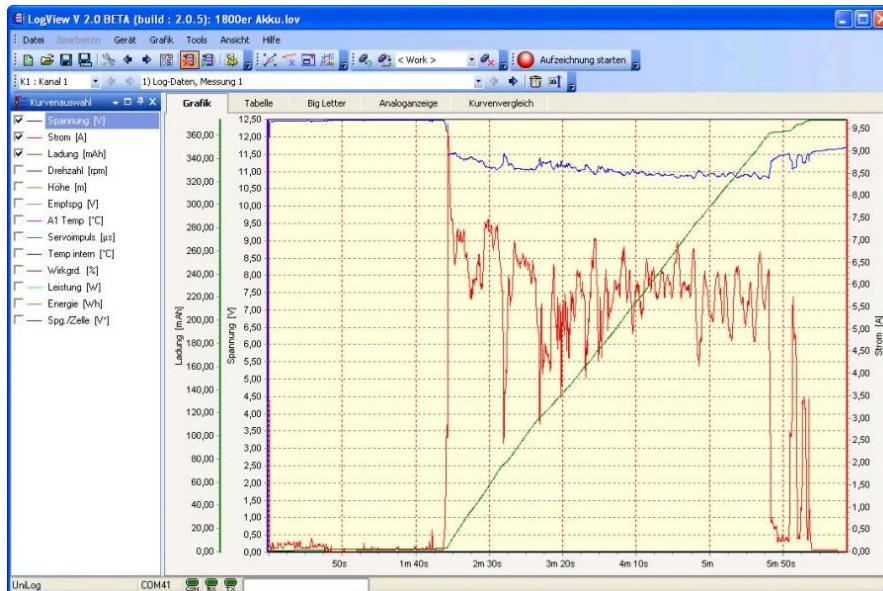 LogView V 2.0 BETA (build : 2.0.5): 1800er Akku.lov
Datei Bearbeiten Gerät Grafik Tools Ansicht Hilfe
< Work > Aufzeichnung starten
K1 : Kanal 1 1) Log-Daten, Messung 1
Kurvenauswahl
Spannung [V]
Strom [A]
Ladung [mAh]
Drehzahl [rpm]
Höhe [m]
Empfspg [V]
A1 Temp [°C]
Servoimpuls [µs]
Temp intern [°C]
Wirkgrd. [%]
Leistung [W]
Energie [Wh]
Spg./Zelle [V*]
Grafik Tabelle Big Letter Analoganzeige Kurvenvergleich
Ladung [mAh]
360,00
340,00
320,00
300,00
280,00
260,00
240,00
220,00
200,00
180,00
160,00
140,00
120,00
100,00
80,00
60,00
40,00
20,00
0,00
Spannung [V]
12,50
12,00
11,50
11,00
10,50
10,00
9,50
9,00
8,50
8,00
7,50
7,00
6,50
6,00
5,50
5,00
4,50
4,00
3,50
3,00
2,50
2,00
1,50
1,00
0,50
0,00
Strom [A]
9,50
9,00
8,50
8,00
7,50
7,00
6,50
6,00
5,50
5,00
4,50
4,00
3,50
3,00
2,50
2,00
1,50
1,00
0,50
0,00
50s 1m 40s 2m 30s 3m 20s 4m 10s 5m 5m 50s
UniLog COM41 CON RX TX